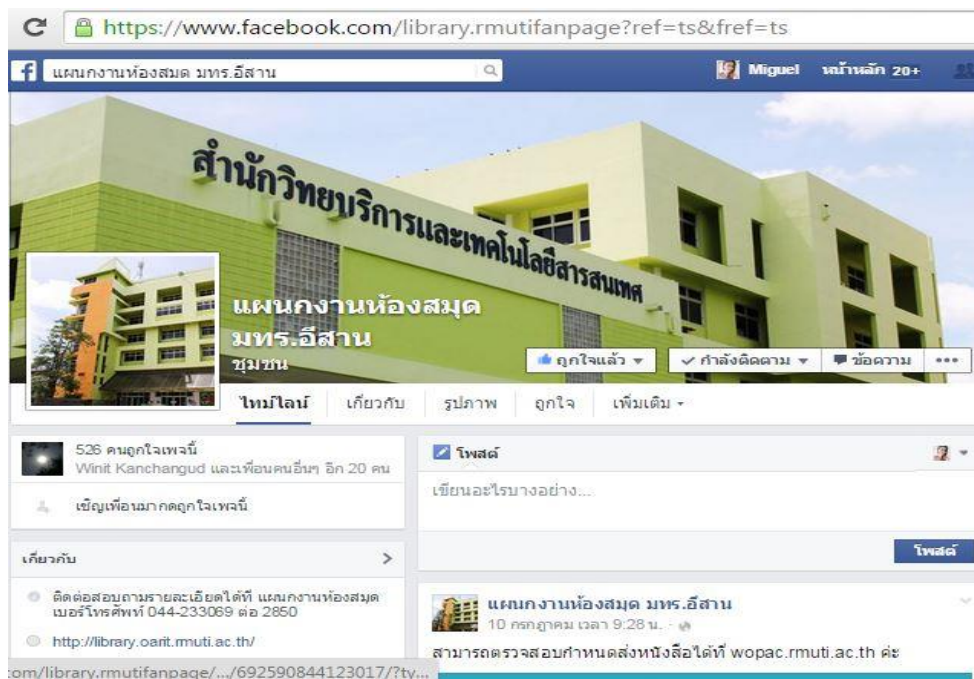 https://www.facebook.com/library.rmutifanpage?ref=ts&fref=ts
แผนกงานห้องสมุด มทร.อีสาน
Miguel หน้าหลัก 20+
สำนักวิทยบริการและเทคโนโลยีสารสนเทศ
แผนกงานห้องสมุด
มทร.อีสาน
ชุมชน
ถูกใจแล้ว
กำลังติดตาม
ข้อความ
ไทม์ไลน์ เกี่ยวกับ รูปภาพ ถูกใจ เพิ่มเติม
526 คนถูกใจเพจนี้
Winit Kanchangud และเพื่อนคนอื่นๆ อีก 20 คน
เชิญเพื่อนมากดถูกใจเพจนี้
เกี่ยวกับ
ติดต่อสอบถามรายละเอียดได้ที่ แผนกงานห้องสมุด
เบอร์โทรศัพท์ 044-233069 ต่อ 2850
http://library.oarit.rmuti.ac.th/
com/library.rmutifanpage/.../692590844123017/?ty...
โพสต์
เขียนอะไรบางอย่าง...
โพสต์
แผนกงานห้องสมุด มทร.อีสาน
10 กรกฎาคม เวลา 9:28 น. ·
สามารถตรวจสอบกำหนดส่งหนังสือได้ที่ wopac.rmuti.ac.th ค่ะ